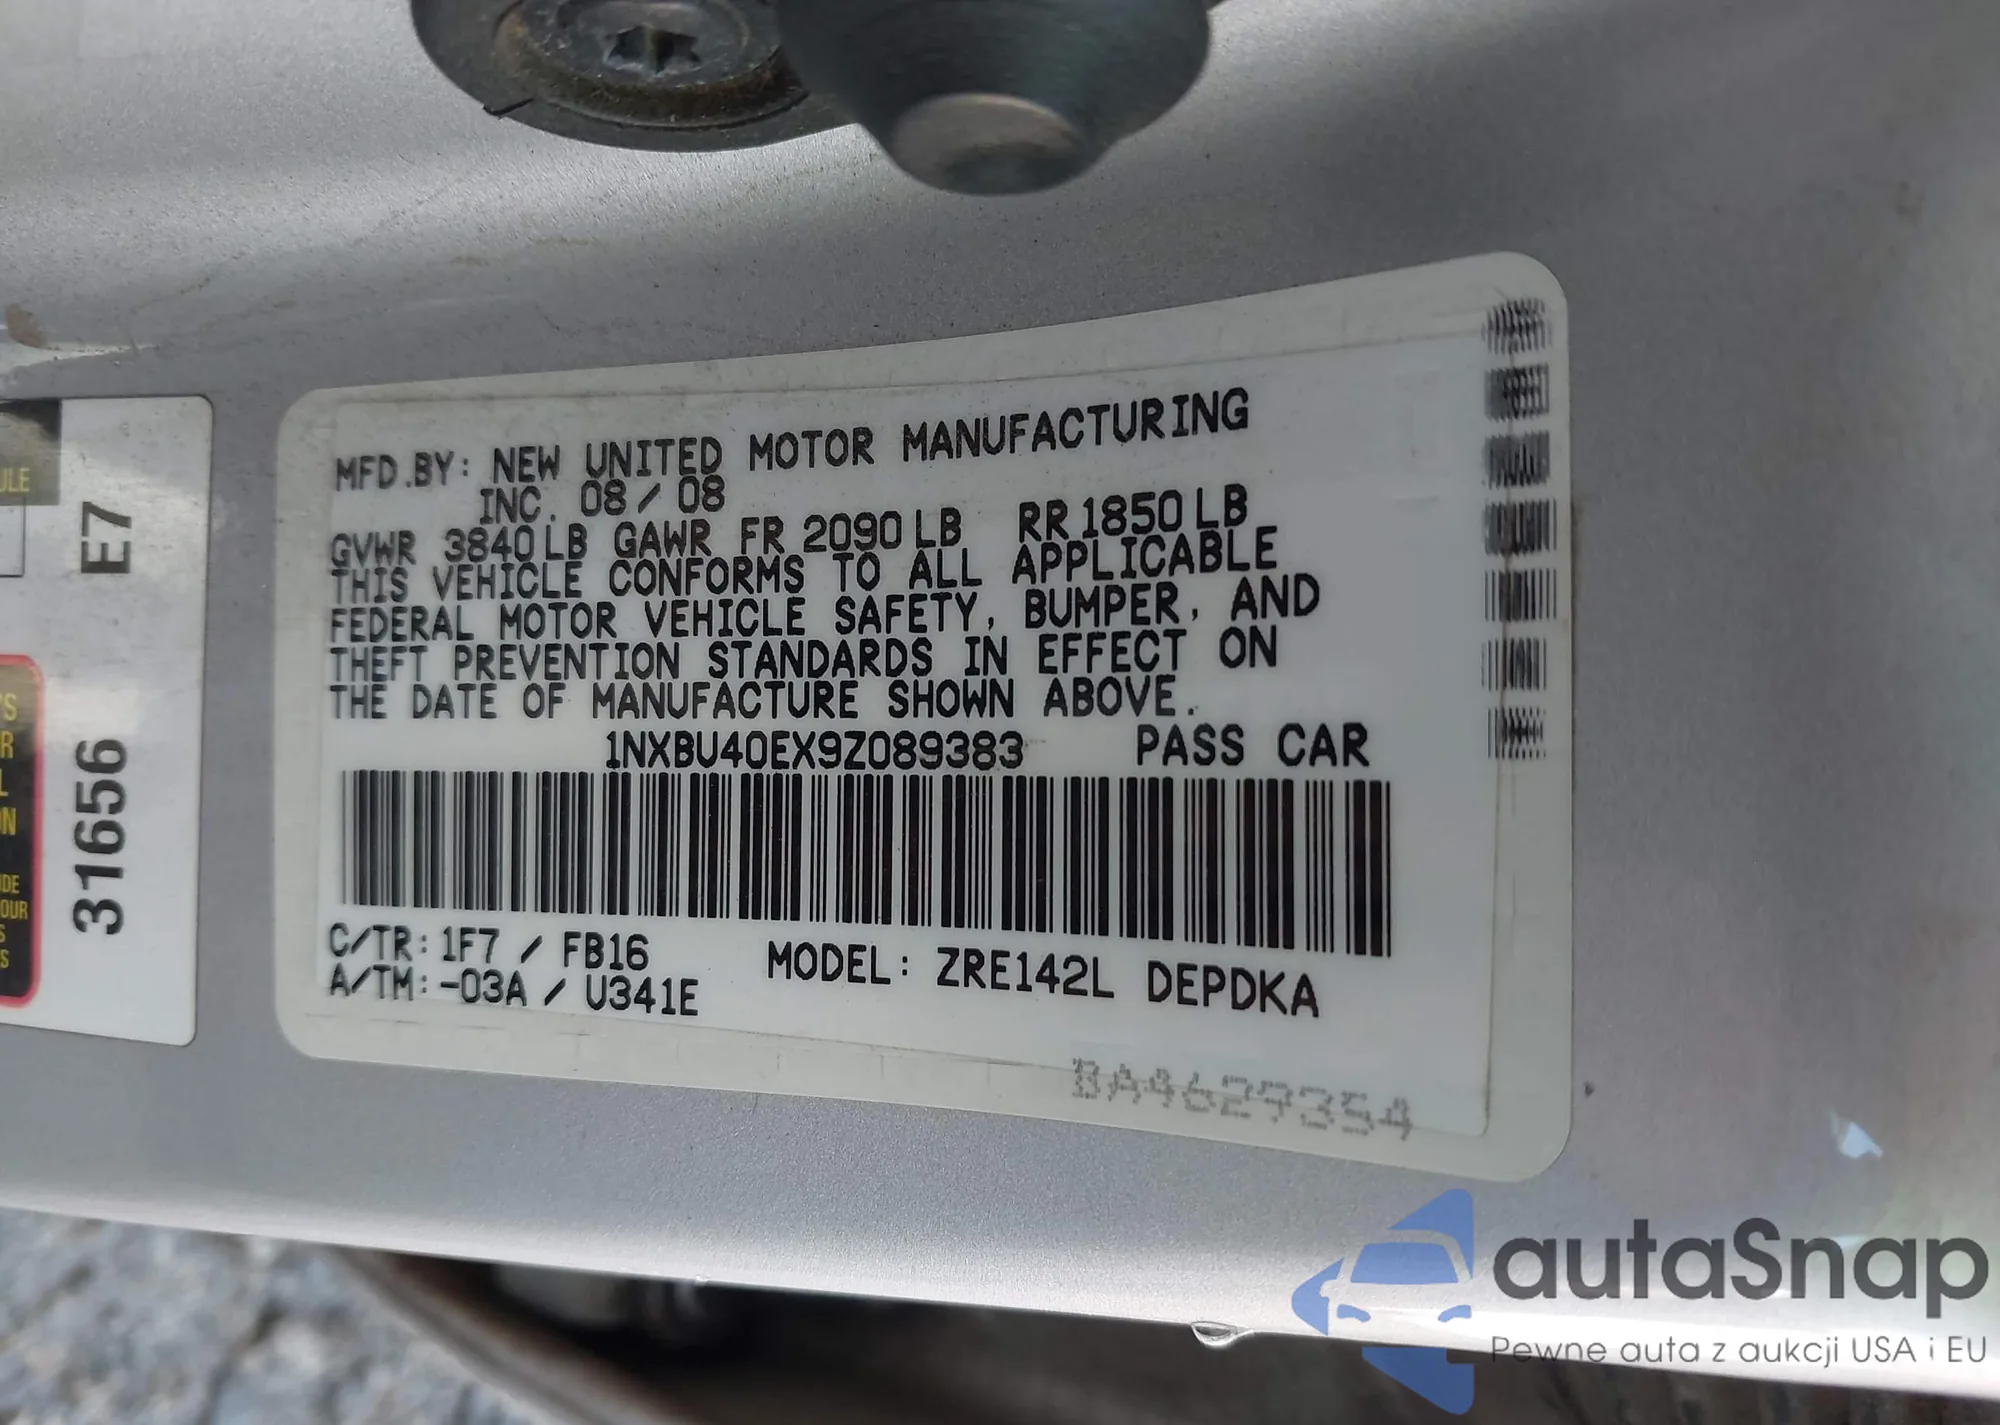 MFD.BY: NEW UNITED MOTOR MANUFACTURING
INC. 08/08
GVWR 3840LB GAWR FR 2090LB RR1850LB
THIS VEHICLE CONFORMS TO ALL APPLICABLE
FEDERAL MOTOR VEHICLE SAFETY, BUMPER, AND
THEFT PREVENTION STANDARDS IN EFFECT ON
THE DATE OF MANUFACTURE SHOWN ABOVE.
1NXBU40EX9Z089383 PASS CAR
C/TR: 1F7 / FB16
A/TM: -03A / U341E
MODEL: ZRE142L DEPDKA
BA4629354
E7
31656
autaSnap
Pewne auta z aukcji USA i EU